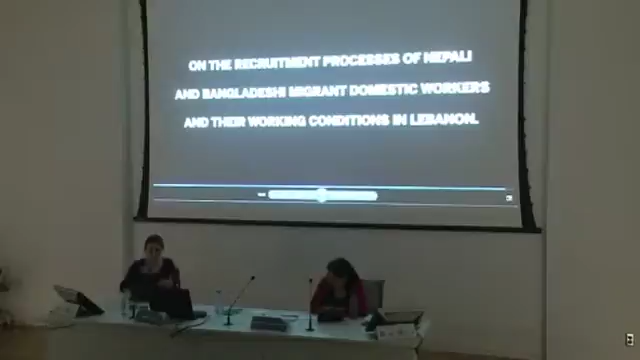 ON THE RECRUITMENT PROCESSES OF NEPALI
AND BANGLADESHI MIGRANT DOMESTIC WORKERS
AND THEIR WORKING CONDITIONS IN LEBANON.